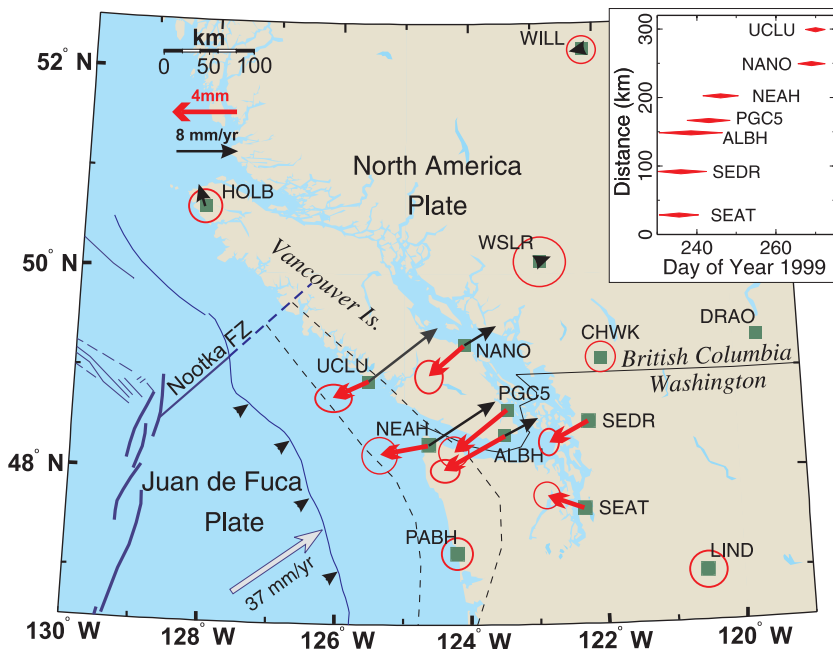 km
0 50 100
4mm
8 mm/yr
52° N
50° N
48° N
130° W
128° W
126° W
124° W
122° W
120° W
WILL
HOLB
North America
Plate
WSLR
Vancouver Is.
Nootka FZ
UCLU
NANO
CHWK
DRAO
British Columbia
Washington
PGC5
NEAH
ALBH
SEDR
SEAT
PABH
LIND
Juan de Fuca
Plate
37 mm/yr
Distance (km)
300
200
100
0
240
260
Day of Year 1999
UCLU
NANO
NEAH
PGC5
ALBH
SEDR
SEAT